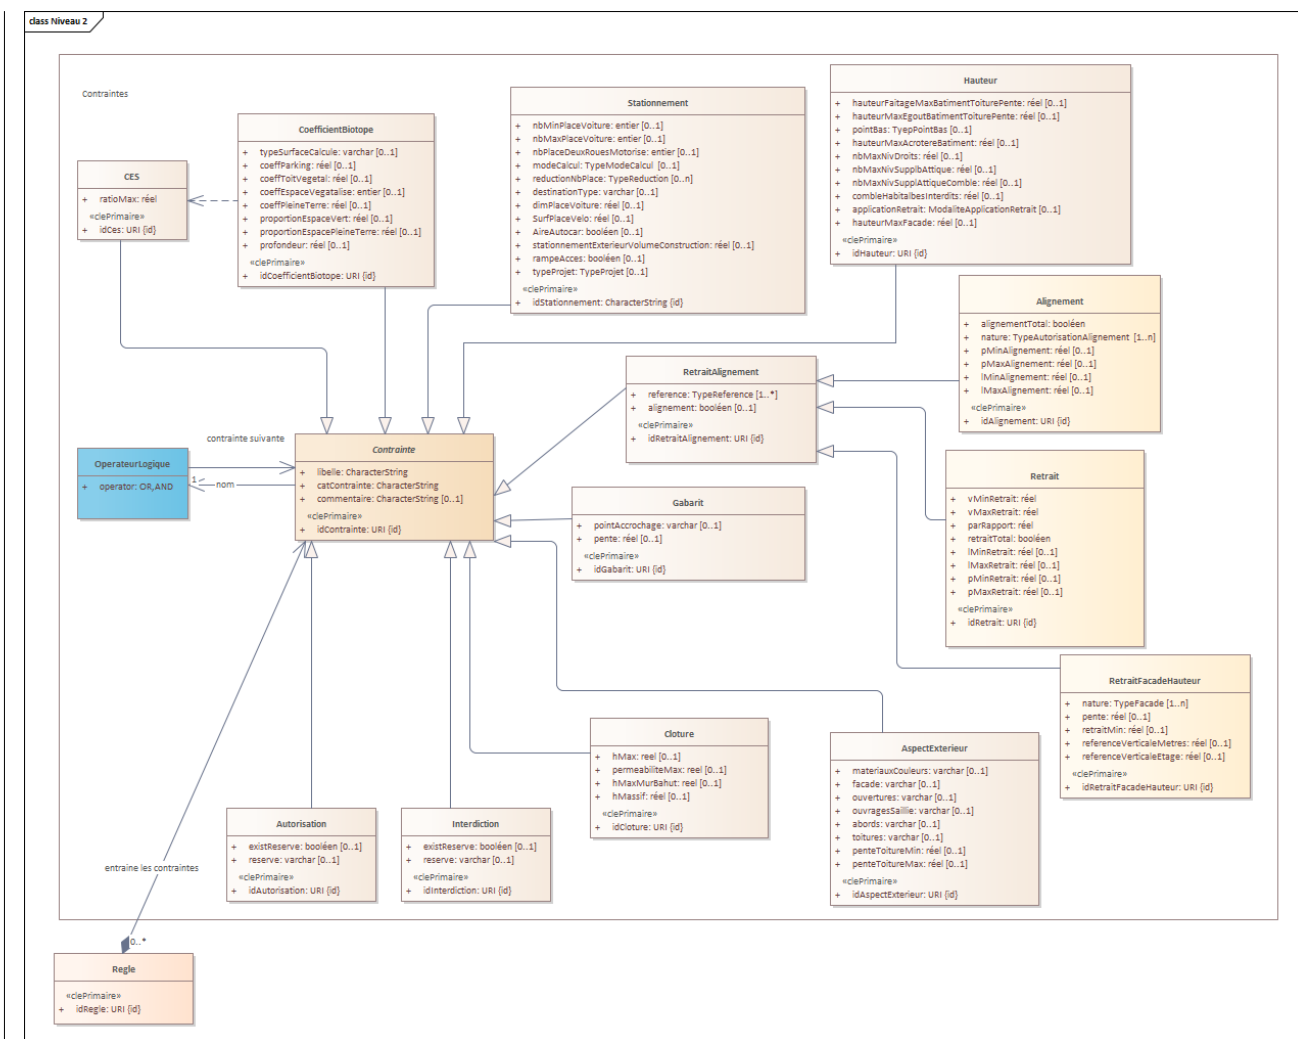 class Niveau 2
Contraintes
CES
+ ratioMax: réel
«clePrimaire»
+ idCes: URI {id}
CoefficientBiotope
+ typeSurfaceCalcule: varchar [0..1]
+ coeffParking: réel [0..1]
+ coeffToitVegetal: réel [0..1]
+ coeffEspaceVegatalise: entier [0..1]
+ coeffPleineTerre: réel [0..1]
+ proportionEspaceVert: réel [0..1]
+ proportionEspacePleineTerre: réel [0..1]
+ profondeur: réel [0..1]
«clePrimaire»
+ idCoefficientBiotope: URI {id}
Stationnement
+ nbMinPlaceVoiture: entier [0..1]
+ nbMaxPlaceVoiture: entier [0..1]
+ nbPlaceDeuxRouesMotorise: entier [0..1]
+ modeCalcul: TypeModeCalcul [0..1]
+ reductionNbPlace: TypeReduction [0..n]
+ destinationType: varchar [0..1]
+ dimPlaceVoiture: réel [0..1]
+ SurfPlaceVelo: réel [0..1]
+ AireAutocar: booléen [0..1]
+ stationnementExterieurVolumeConstruction: réel [0..1]
+ rampeAcces: booléen [0..1]
+ typeProjet: TypeProjet [0..1]
«clePrimaire»
+ idStationnement: CharacterString {id}
Hauteur
+ hauteurFaitageMaxBatimentToiturePente: réel [0..1]
+ hauteurMaxEgoutBatimentToiturePente: réel [0..1]
+ pointBas: TyepPointBas [0..1]
+ hauteurMaxAcrotereBatiment: réel [0..1]
+ nbMaxNivDroits: réel [0..1]
+ nbMaxNivSupplbAttique: réel [0..1]
+ nbMaxNivSupplAttiqueComble: réel [0..1]
+ combleHabitalbesInterdits: réel [0..1]
+ applicationRetrait: ModaliteApplicationRetrait [0..1]
+ hauteurMaxFacade: réel [0..1]
«clePrimaire»
+ idHauteur: URI {id}
Alignement
+ alignementTotal: booléen
+ nature: TypeAutorisationAlignement [1..n]
+ pMinAlignement: réel [0..1]
+ pMaxAlignement: réel [0..1]
+ lMinAlignement: réel [0..1]
+ lMaxAlignement: réel [0..1]
«clePrimaire»
+ idAlignement: URI {id}
RetraitAlignement
+ reference: TypeReference [1..*]
+ alignement: booléen [0..1]
«clePrimaire»
+ idRetraitAlignement: URI {id}
OperateurLogique
+ operator: OR,AND
contrainte suivante
1
nom
Contrainte
+ libelle: CharacterString
+ catContrainte: CharacterString
+ commentaire: CharacterString [0..1]
«clePrimaire»
+ idContrainte: URI {id}
Gabarit
+ pointAccrochage: varchar [0..1]
+ pente: réel [0..1]
«clePrimaire»
+ idGabarit: URI {id}
Retrait
+ vMinRetrait: réel
+ vMaxRetrait: réel
+ parRapport: réel
+ retraitTotal: booléen
+ lMinRetrait: réel [0..1]
+ lMaxRetrait: réel [0..1]
+ pMinRetrait: réel [0..1]
+ pMaxRetrait: réel [0..1]
«clePrimaire»
+ idRetrait: URI {id}
RetraitFacadeHauteur
+ nature: TypeFacade [1..n]
+ pente: réel [0..1]
+ retraitMin: réel [0..1]
+ referenceVerticaleMetres: réel [0..1]
+ referenceVerticaleEtage: réel [0..1]
«clePrimaire»
+ idRetraitFacadeHauteur: URI {id}
Cloture
+ hMax: reel [0..1]
+ permeabiliteMax: reel [0..1]
+ hMaxMurBahut: réel [0..1]
+ hMassif: réel [0..1]
«clePrimaire»
+ idCloture: URI {id}
AspectExterieur
+ materiauxCouleurs: varchar [0..1]
+ facade: varchar [0..1]
+ ouvertures: varchar [0..1]
+ ouvragesSaillie: varchar [0..1]
+ abords: varchar [0..1]
+ toitures: varchar [0..1]
+ penteToitureMin: réel [0..1]
+ penteToitureMax: réel [0..1]
«clePrimaire»
+ idAspectExterieur: URI {id}
Autorisation
+ existReserve: booléen [0..1]
+ reserve: varchar [0..1]
«clePrimaire»
+ idAutorisation: URI {id}
Interdiction
+ existReserve: booléen [0..1]
+ reserve: varchar [0..1]
«clePrimaire»
+ idInterdiction: URI {id}
entraine les contraintes
0..*
Regle
«clePrimaire»
+ idRegle: URI {id}